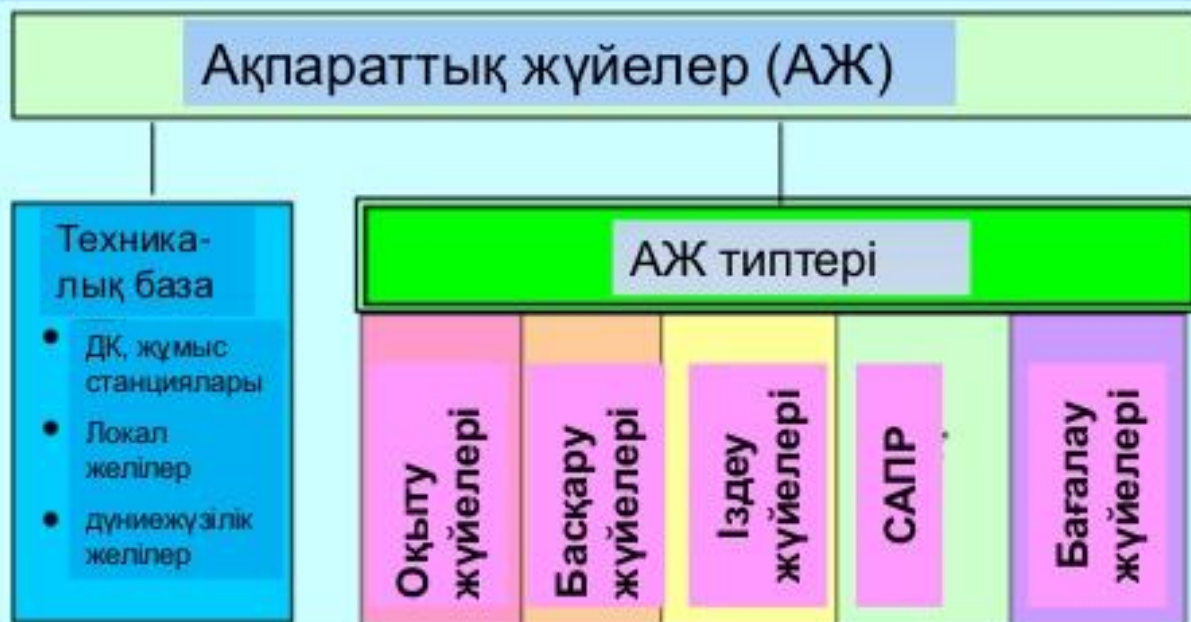 Ақпараттық жүйелер (АЖ)
Техника-
лық база
• ДК, жұмыс
станциялары
• Локал
желілер
• дүниежүзілік
желілер
АЖ типтері
Оқыту
жүйелері
Басқару
жүйелері
Іздеу
жүйелері
САПР
Бағалау
жүйелері